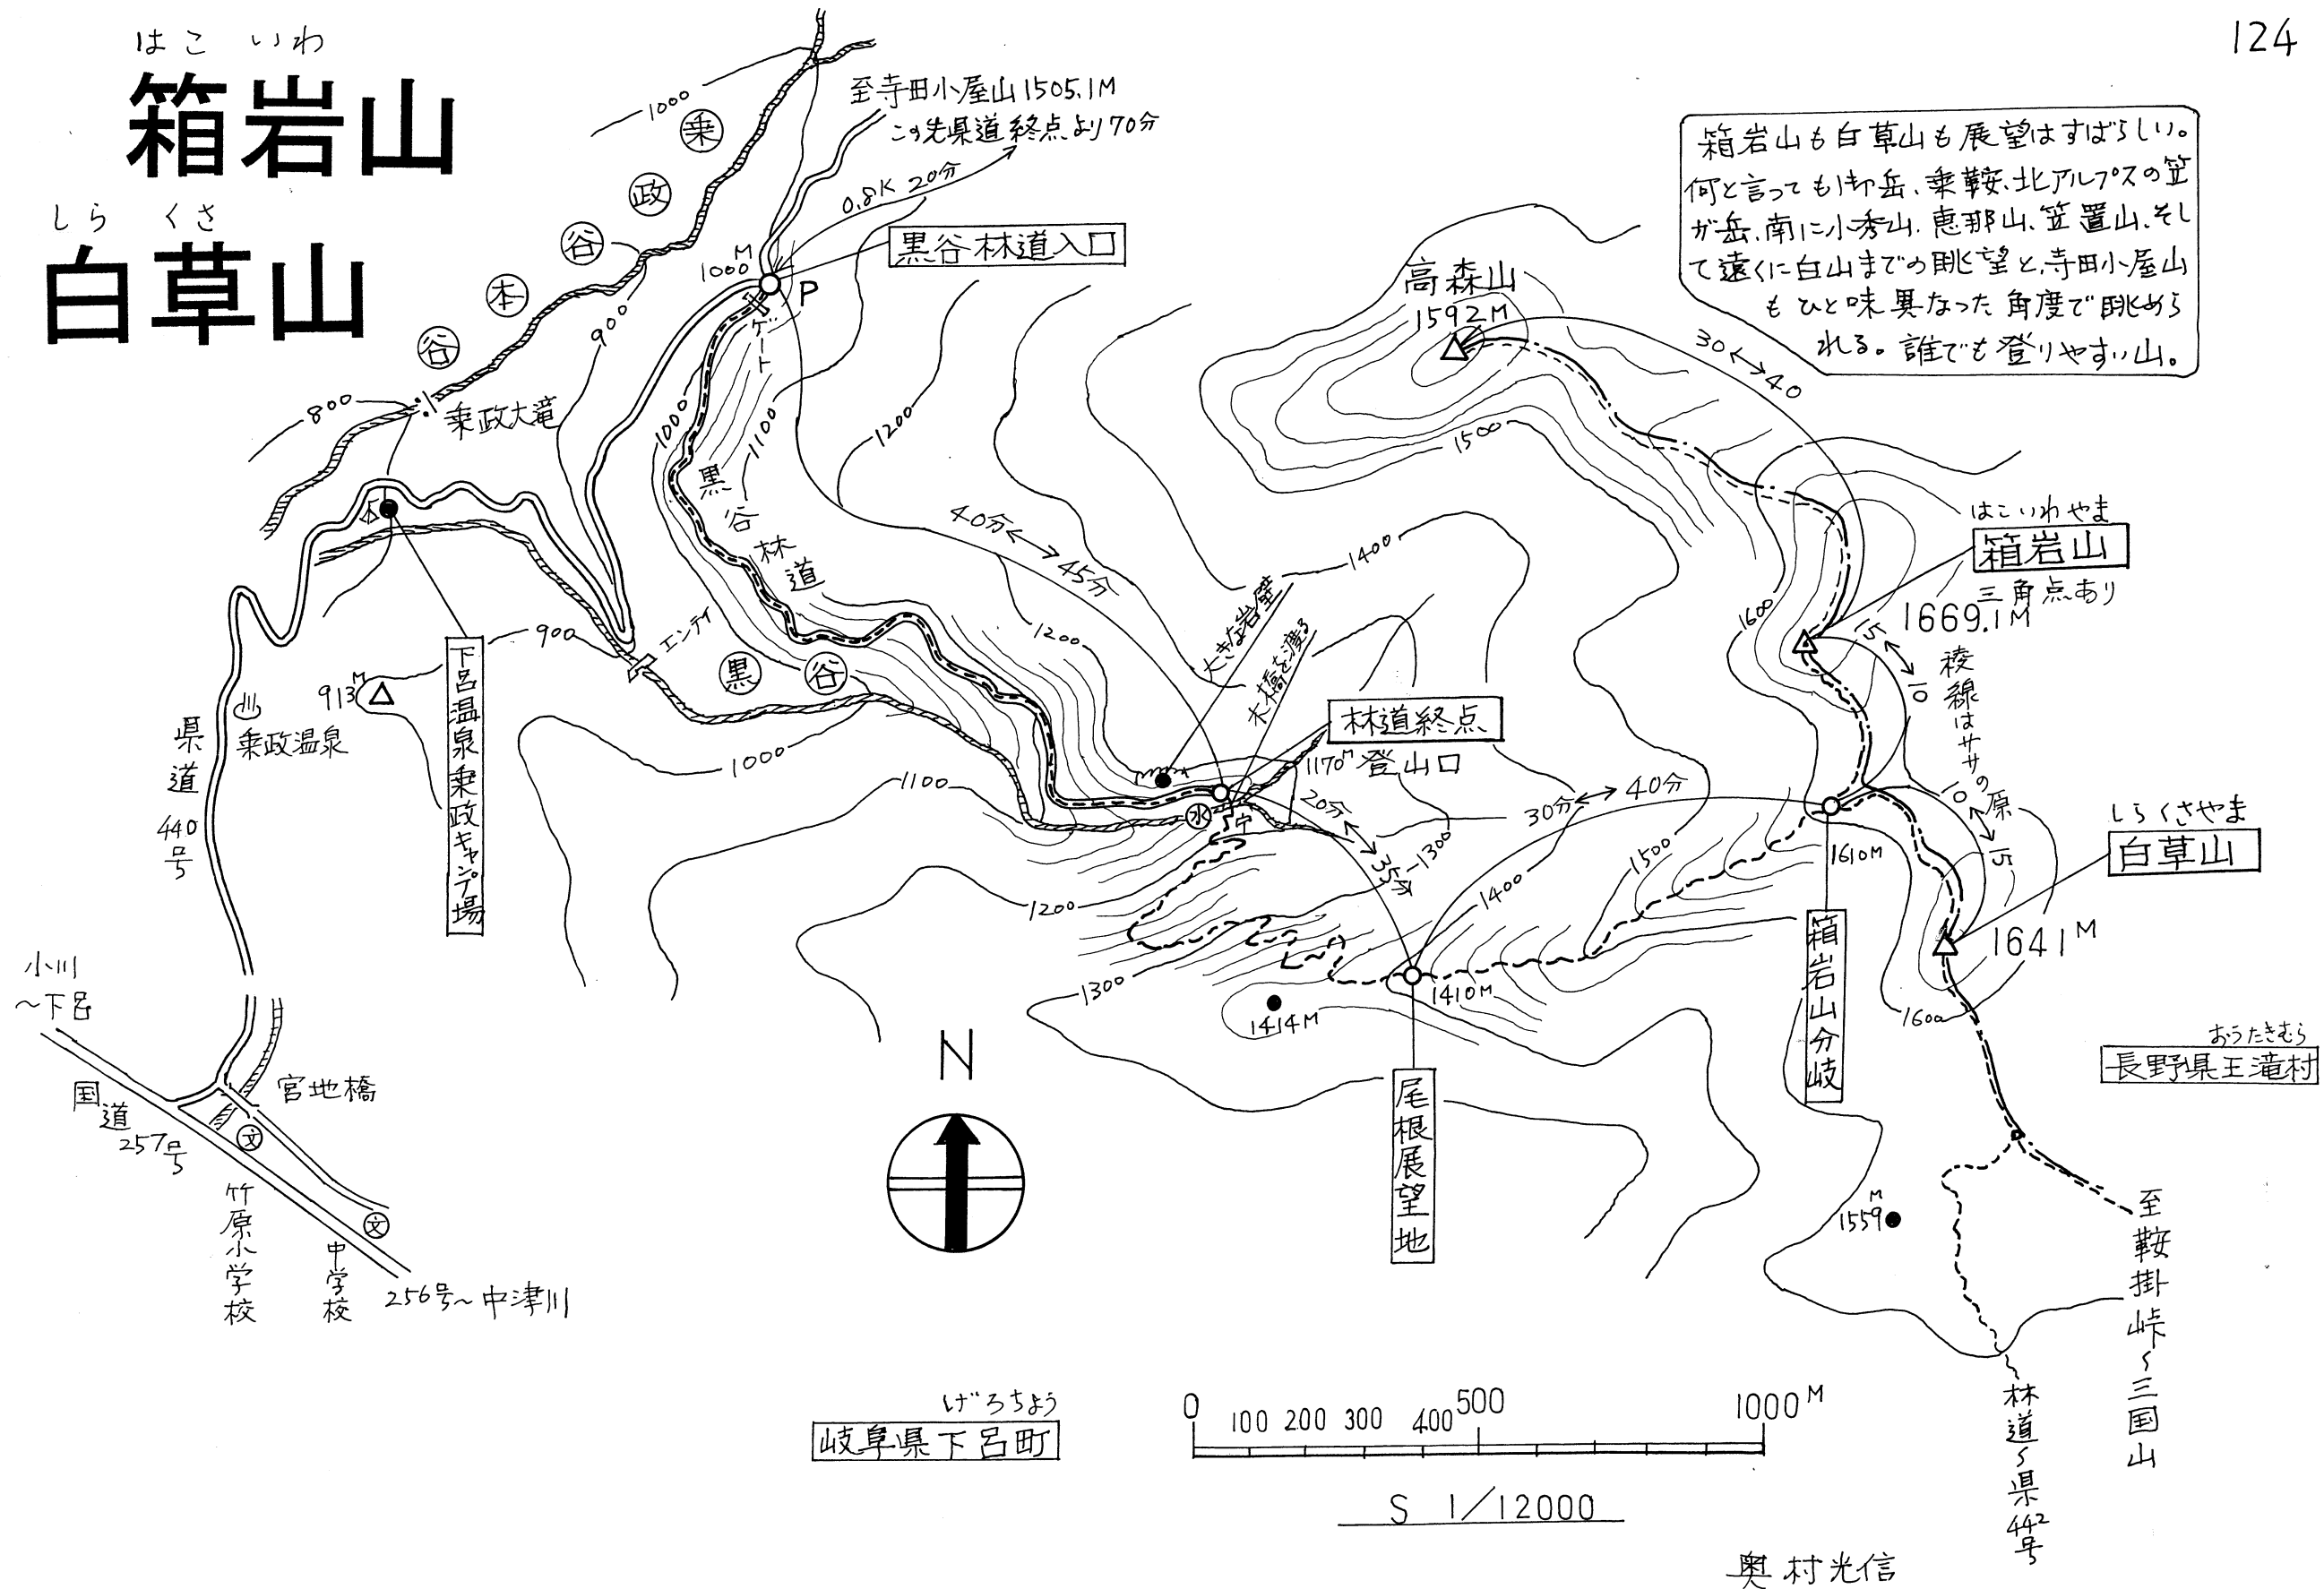 124
はこ いわ
箱岩山
しら くさ
白草山
至寺田小屋山1505.1M
この先県道終点より70分
0.8K 20分
黒谷林道入口
1000M
P
ゲート
箱岩山も白草山も展望はすばらしい。
何と言っても御岳、乗鞍、北アルプスの笠
が岳、南に小秀山、恵那山、笠置山、そし
て遠くに白山までの眺望と、寺田小屋山
もひと味異なった角度で眺めら
れる。誰でも登りやすい山。
乗政本谷
谷
1000
900
800
乗政大滝
1000
1100
1200
黒谷林道
40分↔45分
高森山
1592M
1500
30↔40
はこいわやま
箱岩山
三角点あり
1669.1M
1600
15↔10
稜線はササの原
10↔15
しらくさやま
白草山
1641M
1600
1400
1200
大きな岩壁
木橋を渡る
林道終点
1170M登山口
水
20分↔35分
30分↔40分
1300
1400
1500
1610M
箱岩山分岐
1410M
尾根展望地
1414M
1300
1200
1100
1000
900
エンテイ
黒谷
下呂温泉乗政キャンプ場
913M
乗政温泉
県道440号
小川
～下呂
国道257号
宮地橋
文
竹原小学校
文
中学校
256号～中津川
N
おうたきむら
長野県王滝村
1559M
至鞍掛峠～三国山
林道～県442号
げろちょう
岐阜県下呂町
0 100 200 300 400 500 1000M
S 1/12000
奥村光信